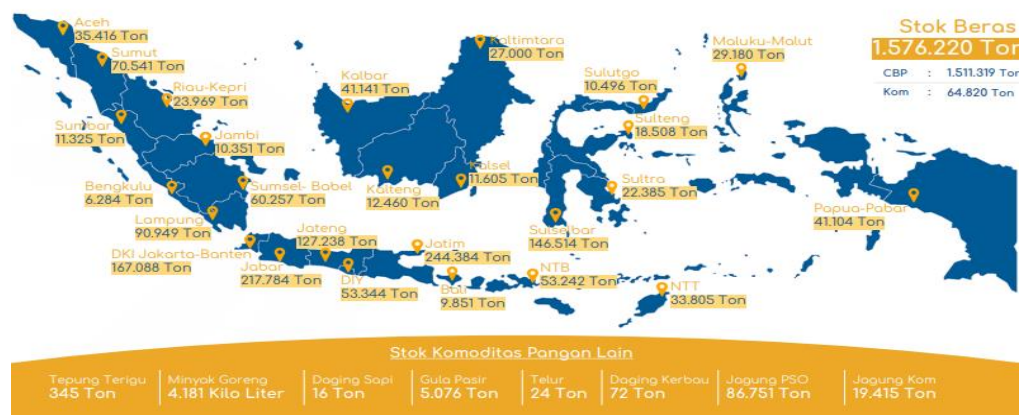 Aceh
35.416 Ton
Sumut
70.541 Ton
Riau-Kepri
23.969 Ton
Sumbar
11.325 Ton
Jambi
10.351 Ton
Bengkulu
6.284 Ton
Sumsel- Babel
60.257 Ton
Lampung
90.949 Ton
DKI Jakarta-Banten
167.088 Ton
Jabar
217.784 Ton
Jateng
127.238 Ton
DIY
53.344 Ton
Jatim
244.384 Ton
Bali
9.851 Ton
NTB
53.242 Ton
NTT
33.805 Ton
Kalbar
41.141 Ton
Kalteng
12.460 Ton
Kalsel
11.605 Ton
Kaltimtara
27.000 Ton
Sulutgo
10.496 Ton
Sulteng
18.508 Ton
Sultra
22.385 Ton
Sulselbar
146.514 Ton
Maluku-Malut
29.180 Ton
Papua-Pabar
41.104 Ton
Stok Beras
1.576.220 Ton
CBP : 1.511.319 Ton
Kom : 64.820 Ton
Stok Komoditas Pangan Lain
Tepung Terigu
345 Ton
Minyak Goreng
4.181 Kilo Liter
Daging Sapi
16 Ton
Gula Pasir
5.076 Ton
Telur
24 Ton
Daging Kerbau
72 Ton
Jagung PSO
86.751 Ton
Jagung Kom
19.415 Ton